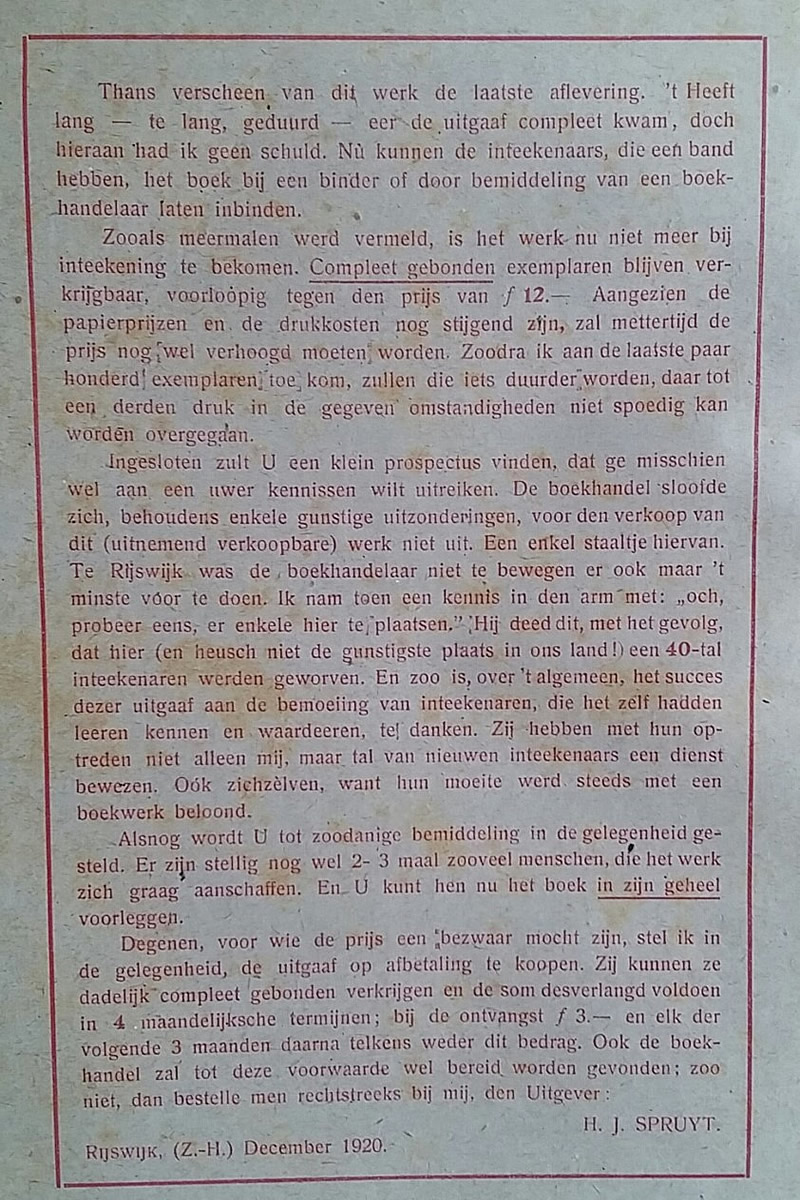 Thans verscheen van dit werk de laatste aflevering. 't Heeft
lang — te lang, geduurd — eer de uitgaaf compleet kwam, doch
hieraan had ik geen schuld. Nù kunnen de inteekenaars, die een band
hebben, het boek bij een binder of door bemiddeling van een boek-
handelaar laten inbinden.
Zooals meermalen werd vermeld, is het werk nu niet meer bij
inteekening te bekomen. Compleet gebonden exemplaren blijven ver-
krijgbaar, voorloopig tegen den prijs van f 12.— Aangezien de
papierprijzen en de drukkosten nog stijgend zijn, zal mettertijd de
prijs nog wel verhoogd moeten worden. Zoodra ik aan de laatste paar
honderd exemplaren toe kom, zullen die iets duurder worden, daar tot
een derden druk in de gegeven omstandigheden niet spoedig kan
worden overgegaan.
Ingesloten zult U een klein prospectus vinden, dat ge misschien
wel aan een uwer kennissen wilt uitreiken. De boekhandel sloofde
zich, behoudens enkele gunstige uitzonderingen, voor den verkoop van
dit (uitnemend verkoopbare) werk niet uit. Een enkel staaltje hiervan.
Te Rijswijk was de boekhandelaar niet te bewegen er ook maar 't
minste vóor te doen. Ik nam toen een kennis in den arm met: „och,
probeer eens, er enkele hier te plaatsen.” Hij deed dit, met het gevolg,
dat hier (en heusch niet de gunstigste plaats in ons land!) een 40-tal
inteekenaren werden geworven. En zoo is, over 't algemeen, het succes
dezer uitgaaf aan de bemoeiing van inteekenaren, die het zelf hadden
leeren kennen en waardeeren, te danken. Zij hebben met hun op-
treden niet alleen mij, maar tal van nieuwen inteekenaars een dienst
bewezen. Oók zichzèlven, want hun moeite werd steeds met een
boekwerk beloond.
Alsnog wordt U tot zoodanige bemiddeling in de gelegenheid ge-
steld. Er zijn stellig nog wel 2- 3 maal zooveel menschen, die het werk
zich graag aanschaffen. En U kunt hen nu het boek in zijn geheel
voorleggen.
Degenen, voor wie de prijs een bezwaar mocht zijn, stel ik in
de gelegenheid, de uitgaaf op afbetaling te koopen. Zij kunnen ze
dadelijk compleet gebonden verkrijgen en de som desverlangd voldoen
in 4 maandelijksche termijnen; bij de ontvangst f 3.— en elk der
volgende 3 maanden daarna telkens weder dit bedrag. Ook de boek-
handel zal tot deze voorwaarde wel bereid worden gevonden; zoo
niet, dan bestelle men rechtstreeks bij mij, den Uitgever:
H. J. SPRUYT.
RIJSWIJK, (Z.-H.) December 1920.